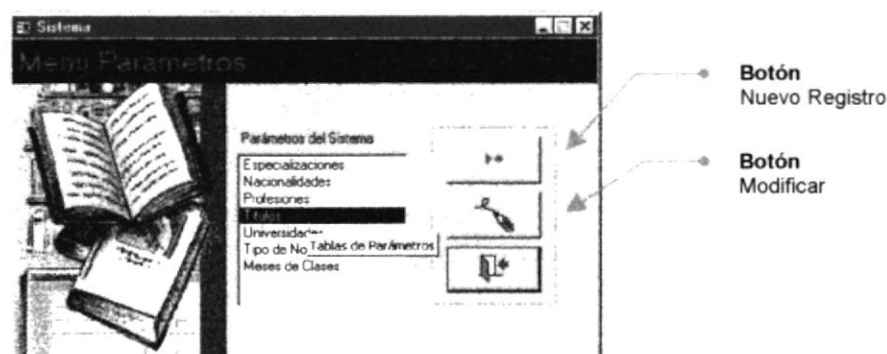 Sistema
Menu Parametros
Parámetros del Sistema
Especializaciones
Nacionalidades
Profesiones
Títulos
Universidades
Tipo de No
Tablas de Parámetros
Meses de Clases
Botón
Nuevo Registro
Botón
Modificar